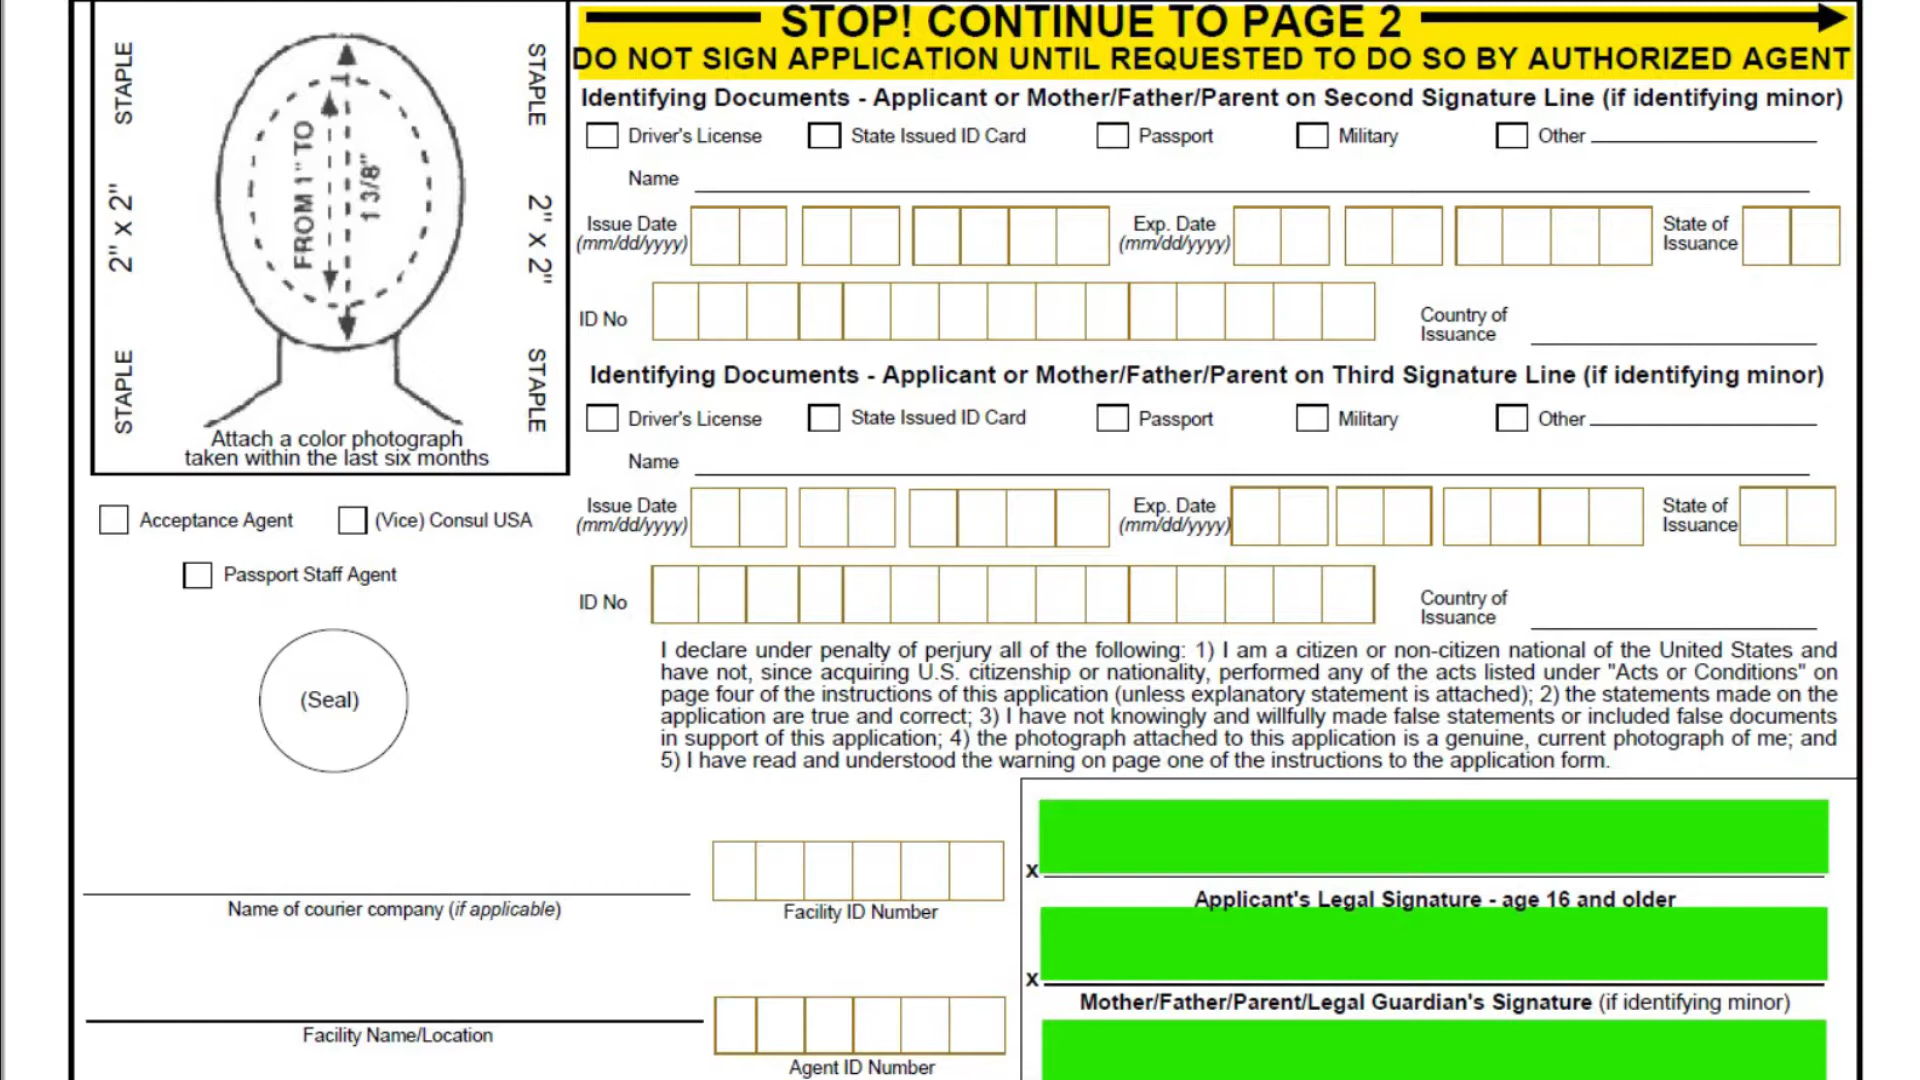 STOP! CONTINUE TO PAGE 2
DO NOT SIGN APPLICATION UNTIL REQUESTED TO DO SO BY AUTHORIZED AGENT
STAPLE
2" x 2"
STAPLE
FROM 1" TO
1 3/8"
STAPLE
2" x 2"
STAPLE
Attach a color photograph
taken within the last six months
Acceptance Agent (Vice) Consul USA
Passport Staff Agent
(Seal)
Identifying Documents - Applicant or Mother/Father/Parent on Second Signature Line (if identifying minor)
Driver's License State Issued ID Card Passport Military Other
Name
Issue Date
(mm/dd/yyyy)
Exp. Date
(mm/dd/yyyy)
State of
Issuance
ID No
Country of
Issuance
Identifying Documents - Applicant or Mother/Father/Parent on Third Signature Line (if identifying minor)
Driver's License State Issued ID Card Passport Military Other
Name
Issue Date
(mm/dd/yyyy)
Exp. Date
(mm/dd/yyyy)
State of
Issuance
ID No
Country of
Issuance
I declare under penalty of perjury all of the following: 1) I am a citizen or non-citizen national of the United States and
have not, since acquiring U.S. citizenship or nationality, performed any of the acts listed under "Acts or Conditions" on
page four of the instructions of this application (unless explanatory statement is attached); 2) the statements made on the
application are true and correct; 3) I have not knowingly and willfully made false statements or included false documents
in support of this application; 4) the photograph attached to this application is a genuine, current photograph of me; and
5) I have read and understood the warning on page one of the instructions to the application form.
x
Applicant's Legal Signature - age 16 and older
Name of courier company (if applicable)
Facility ID Number
x
Mother/Father/Parent/Legal Guardian's Signature (if identifying minor)
Facility Name/Location
Agent ID Number